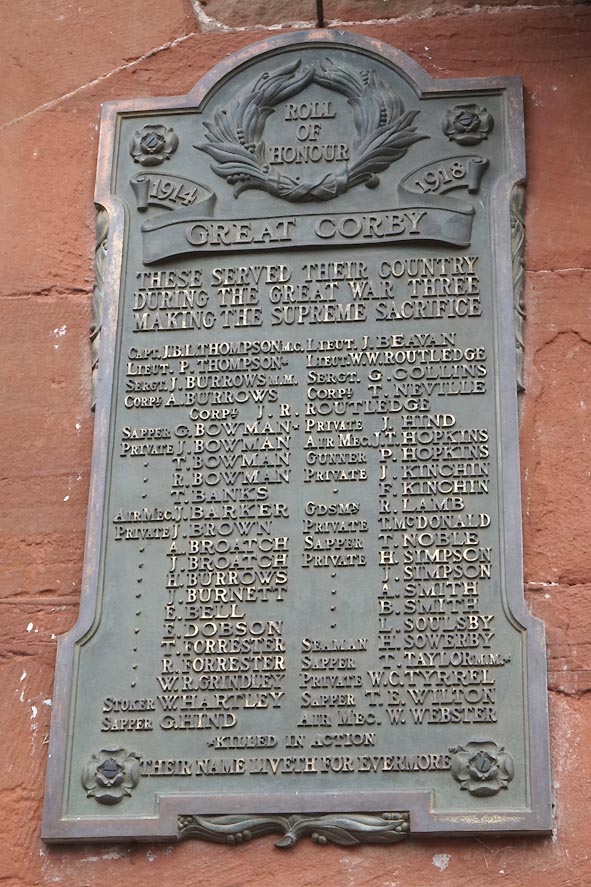 ROLL
OF
HONOUR
1914 1918
GREAT CORBY
THESE SERVED THEIR COUNTRY
DURING THE GREAT WAR THREE
MAKING THE SUPREME SACRIFICE
CAPT. J.B.L. THOMPSON M.C. LIEUT. J. BEAVAN
LIEUT. P. THOMPSON LIEUT. W.W. ROUTLEDGE
SERGT. J. BURROWS M.M. SERGT. G. COLLINS
CORPL. A. BURROWS CORPL. T. NEVILLE
CORPL. J. R. ROUTLEDGE
SAPPER G. BOWMAN * PRIVATE J. HIND
PRIVATE J. BOWMAN AIR MEC. J.T. HOPKINS
" T. BOWMAN GUNNER P. HOPKINS
" R. BOWMAN PRIVATE J. KINCHIN
" T. BANKS " F. KINCHIN
AIR MEC. J. BARKER GDSMN R. LAMB
PRIVATE J. BROWN PRIVATE T. McDONALD
" A. BROATCH SAPPER T. NOBLE
" J. BROATCH PRIVATE H. SIMPSON
" H. BURROWS " J. SIMPSON
" J. BURNETT " A. SMITH
" E. BELL " B. SMITH
" E. DOBSON " L. SOULSBY
" T. FORRESTER SEAMAN H. SOWERBY
" R. FORRESTER SAPPER T. TAYLOR M.M. *
" W. R. GRINDLEY PRIVATE W. C. TYRREL
STOKER W. HARTLEY SAPPER T. E. WILTON
SAPPER G. HIND AIR MEC. W. WEBSTER
*KILLED IN ACTION
THEIR NAME LIVETH FOR EVERMORE